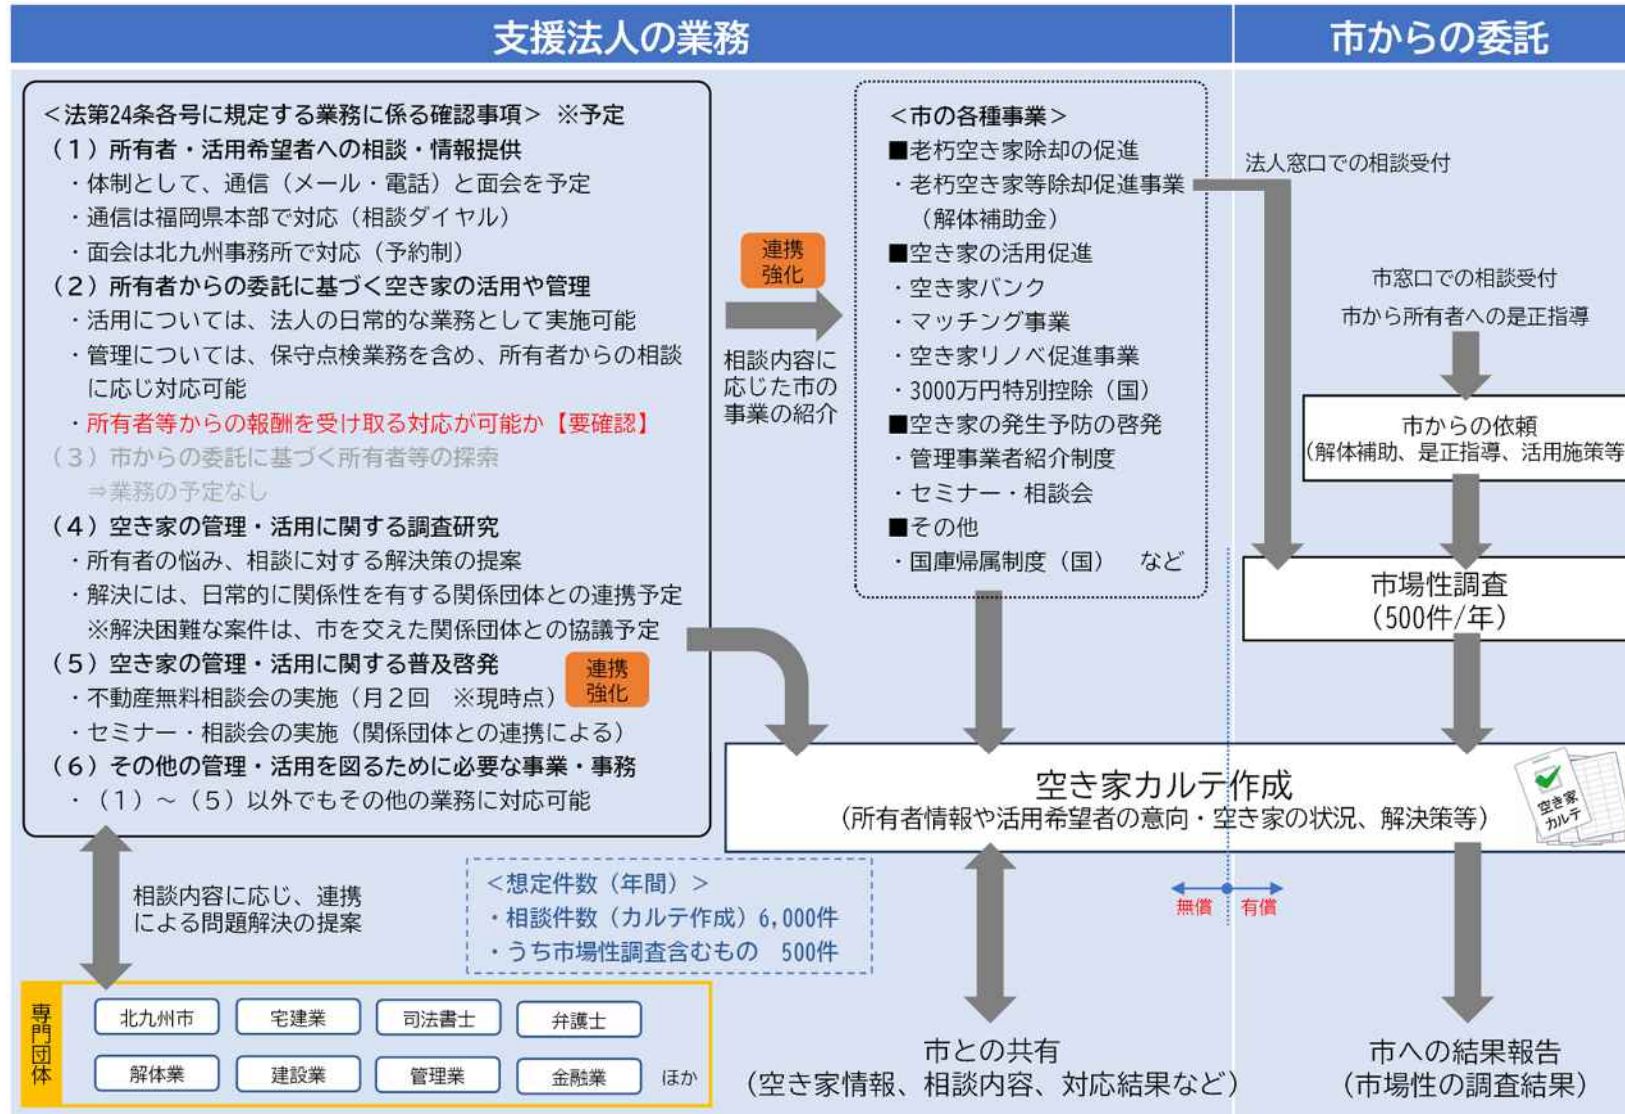 支援法人の業務
市からの委託
＜法第24条各号に規定する業務に係る確認事項＞ ※予定
（１）所有者・活用希望者への相談・情報提供
・体制として、通信（メール・電話）と面会を予定
・通信は福岡県本部で対応（相談ダイヤル）
・面会は北九州事務所で対応（予約制）
（２）所有者からの委託に基づく空き家の活用や管理
・活用については、法人の日常的な業務として実施可能
・管理については、保守点検業務を含め、所有者からの相談
に応じ対応可能
・所有者等からの報酬を受け取る対応が可能か【要確認】
（３）市からの委託に基づく所有者等の探索
⇒業務の予定なし
（４）空き家の管理・活用に関する調査研究
・所有者の悩み、相談に対する解決策の提案
・解決には、日常的に関係性を有する関係団体との連携予定
※解決困難な案件は、市を交えた関係団体との協議予定
（５）空き家の管理・活用に関する普及啓発
・不動産無料相談会の実施（月２回 ※現時点）
・セミナー・相談会の実施（関係団体との連携による）
（６）その他の管理・活用を図るために必要な事業・事務
・（１）～（５）以外でもその他の業務に対応可能
連携
強化
連携
強化
相談内容に
応じた市の
事業の紹介
＜市の各種事業＞
■老朽空き家除却の促進
・老朽空き家等除却促進事業
（解体補助金）
■空き家の活用促進
・空き家バンク
・マッチング事業
・空き家リノベ促進事業
・3000万円特別控除（国）
■空き家の発生予防の啓発
・管理事業者紹介制度
・セミナー・相談会
■その他
・国庫帰属制度（国） など
法人窓口での相談受付
市窓口での相談受付
市から所有者への是正指導
市からの依頼
（解体補助、是正指導、活用施策等
市場性調査
（500件/年）
空き家カルテ作成
（所有者情報や活用希望者の意向・空き家の状況、解決策等）
空き家
カルテ
無償
有償
相談内容に応じ、連携
による問題解決の提案
＜想定件数（年間）＞
・相談件数（カルテ作成）6,000件
・うち市場性調査含むもの 500件
専門団体
北九州市
宅建業
司法書士
弁護士
解体業
建設業
管理業
金融業
ほか
市との共有
（空き家情報、相談内容、対応結果など）
市への結果報告
（市場性の調査結果）